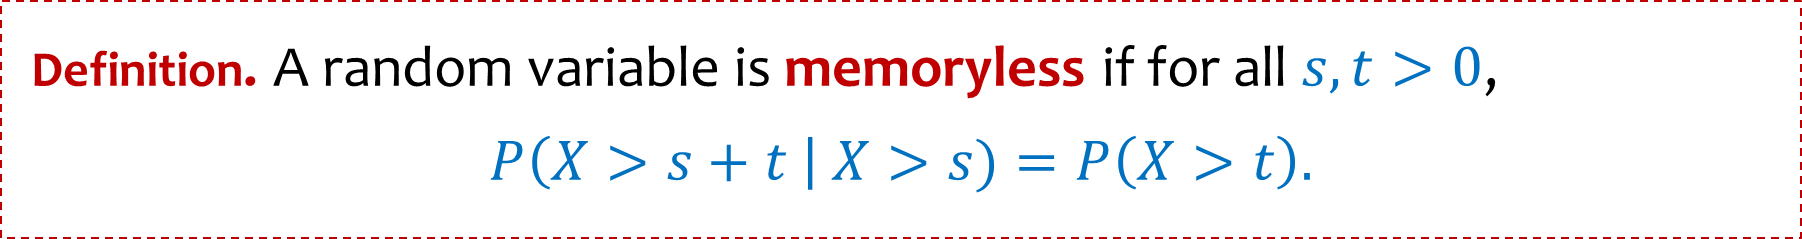 Definition. A random variable is memoryless if for all s, t > 0,
P(X > s + t | X > s) = P(X > t).